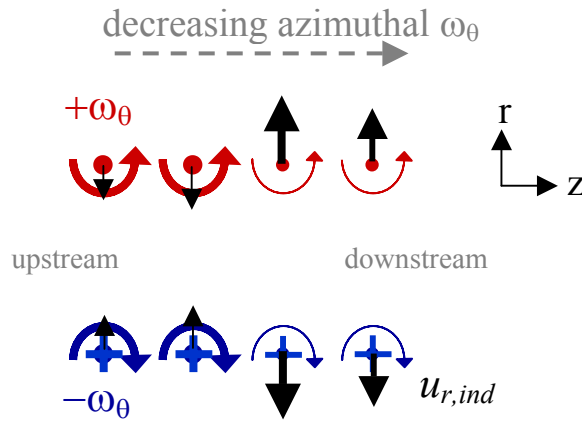 decreasing azimuthal ωθ
+ωθ
r
z
upstream
downstream
−ωθ
ur,ind